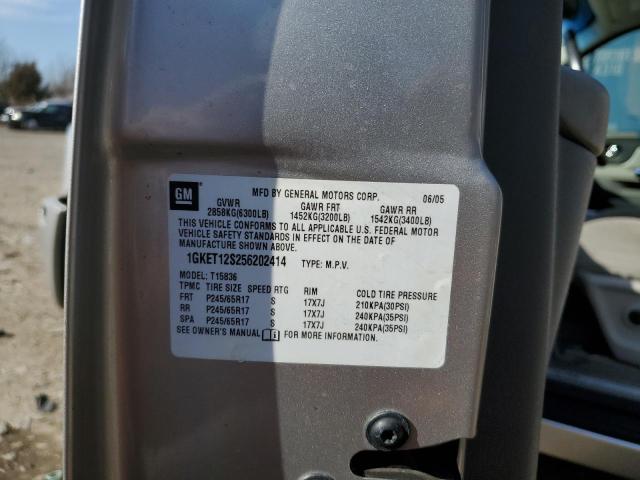 GM
MFD BY GENERAL MOTORS CORP. 06/05
GVWR GAWR FRT GAWR RR
2858KG(6300LB) 1452KG(3200LB) 1542KG(3400LB)
THIS VEHICLE CONFORMS TO ALL APPLICABLE U.S. FEDERAL MOTOR
VEHICLE SAFETY STANDARDS IN EFFECT ON THE DATE OF
MANUFACTURE SHOWN ABOVE.
1GKET12S256202414 TYPE: M.P.V.
MODEL: T15836
TPMC TIRE SIZE SPEED RTG RIM COLD TIRE PRESSURE
FRT P245/65R17 S 17X7J 210KPA(30PSI)
RR P245/65R17 S 17X7J 240KPA(35PSI)
SPA P245/65R17 S 17X7J 240KPA(35PSI)
SEE OWNER'S MANUAL i FOR MORE INFORMATION.